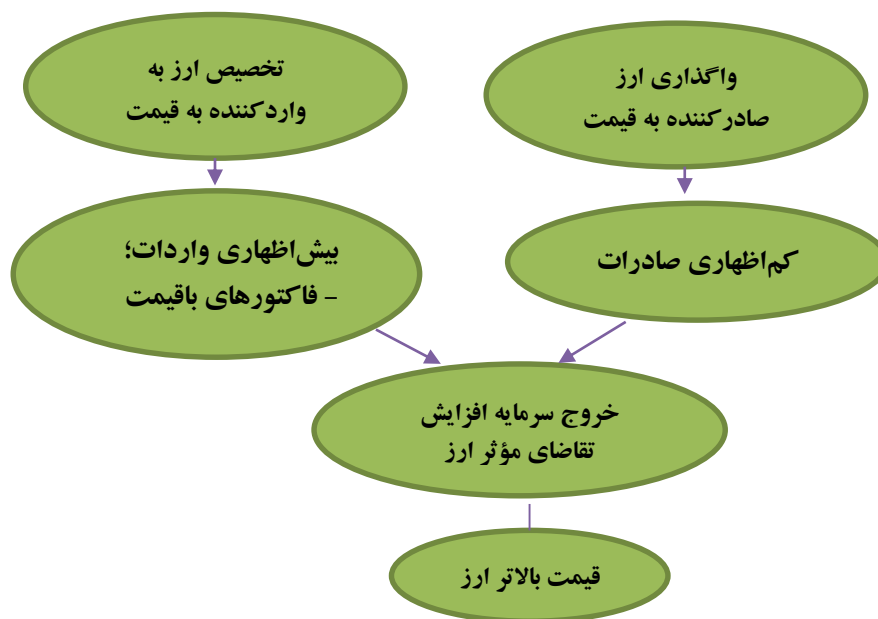 واگذاری ارز
صادرکننده به قیمت
تخصیص ارز به
واردکننده به قیمت
کم‌اظهاری صادرات
بیش‌اظهاری واردات؛
- فاکتورهای باقیمت
خروج سرمایه افزایش
تقاضای مؤثر ارز
قیمت بالاتر ارز